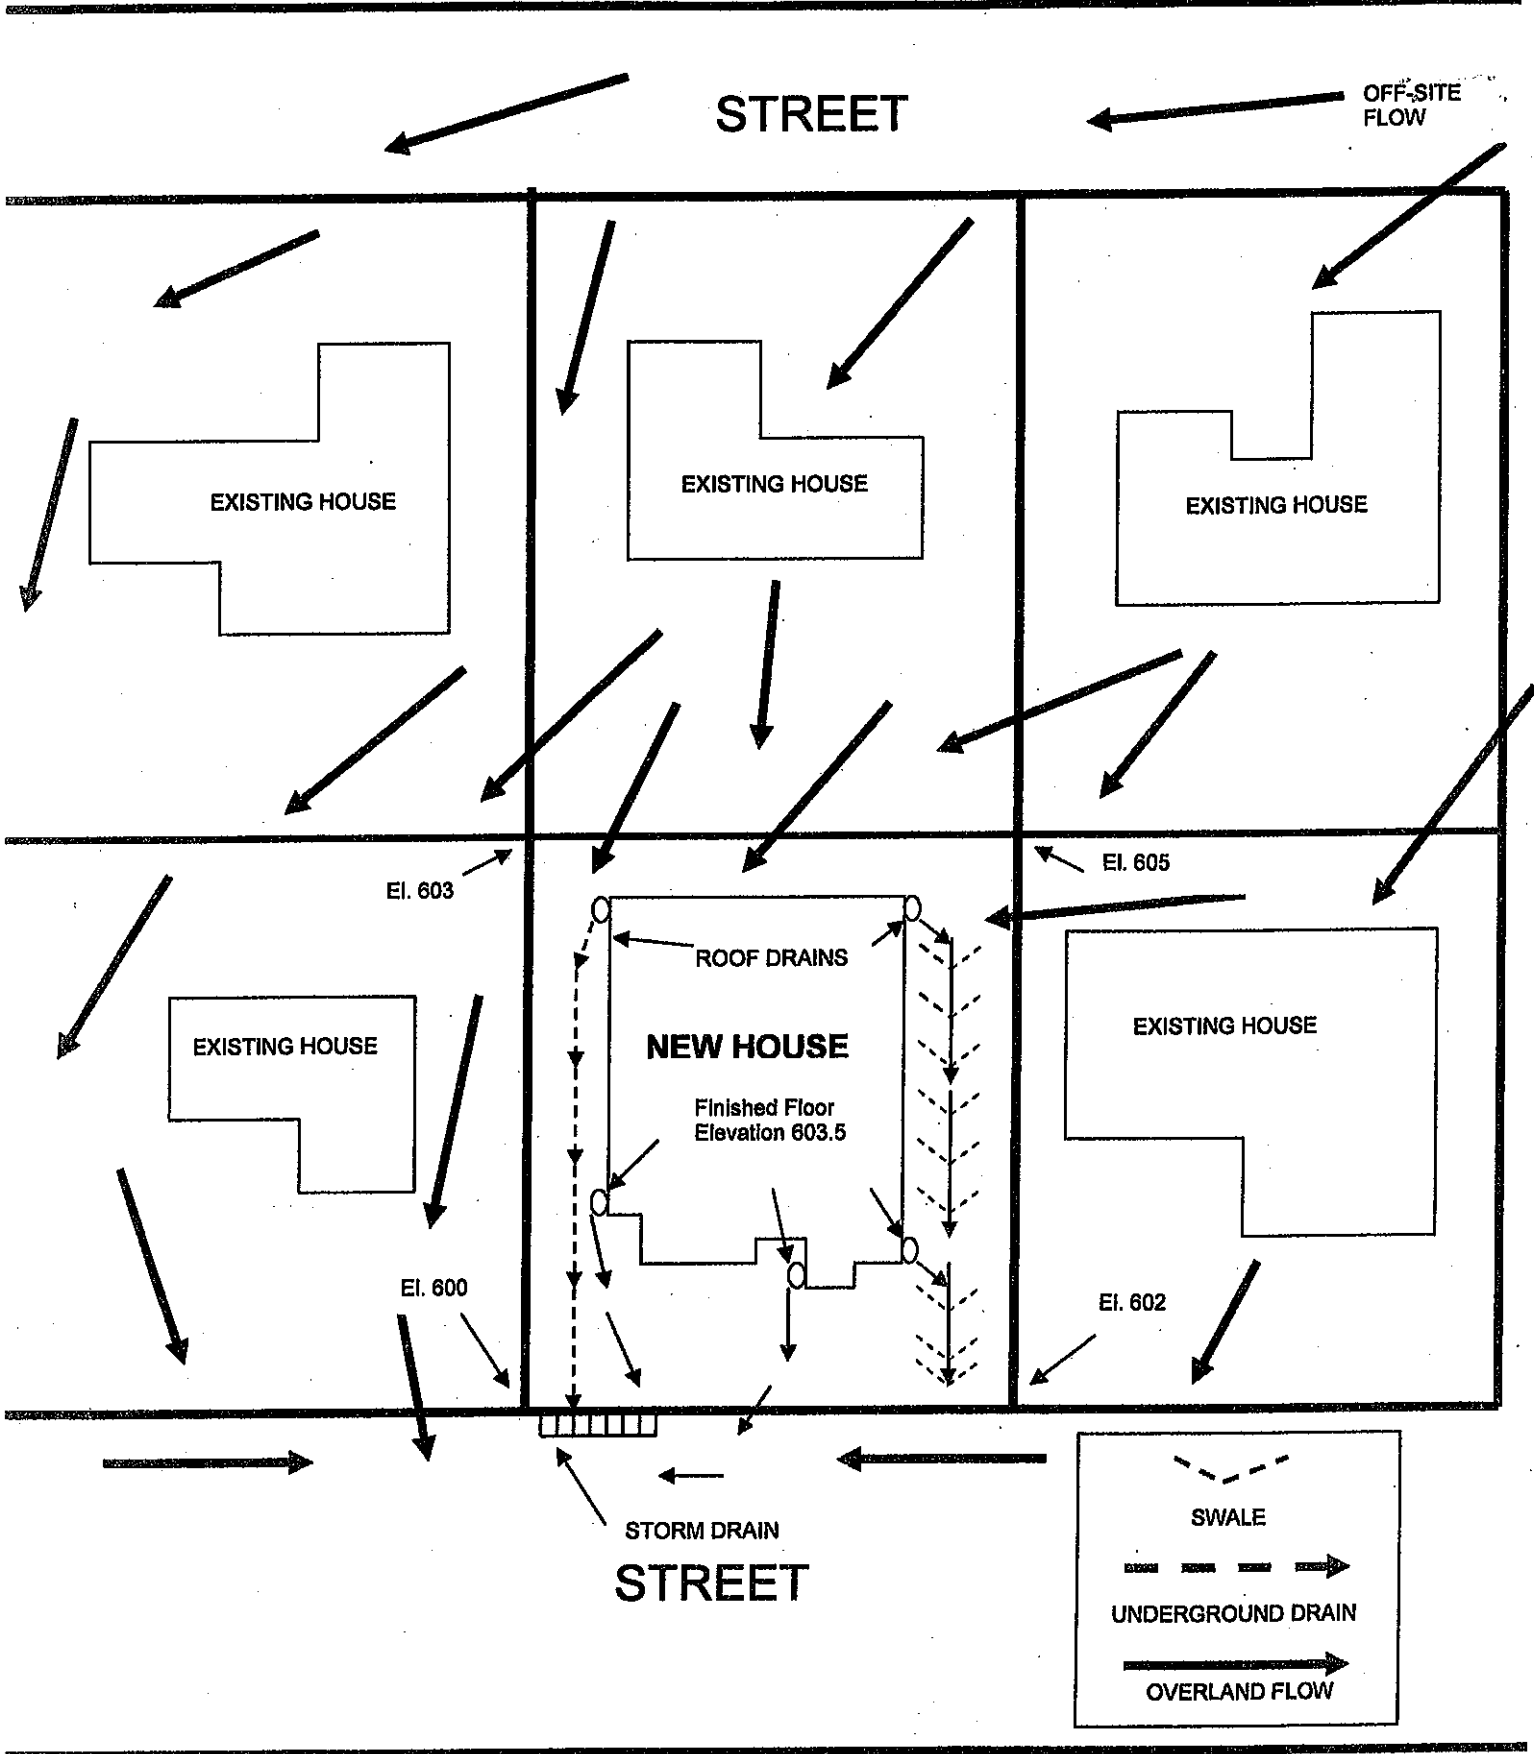 STREET
OFF-SITE
FLOW
EXISTING HOUSE
EXISTING HOUSE
EXISTING HOUSE
El. 603
El. 605
ROOF DRAINS
EXISTING HOUSE
NEW HOUSE
EXISTING HOUSE
Finished Floor
Elevation 603.5
El. 600
El. 602
STORM DRAIN
STREET
SWALE
UNDERGROUND DRAIN
OVERLAND FLOW